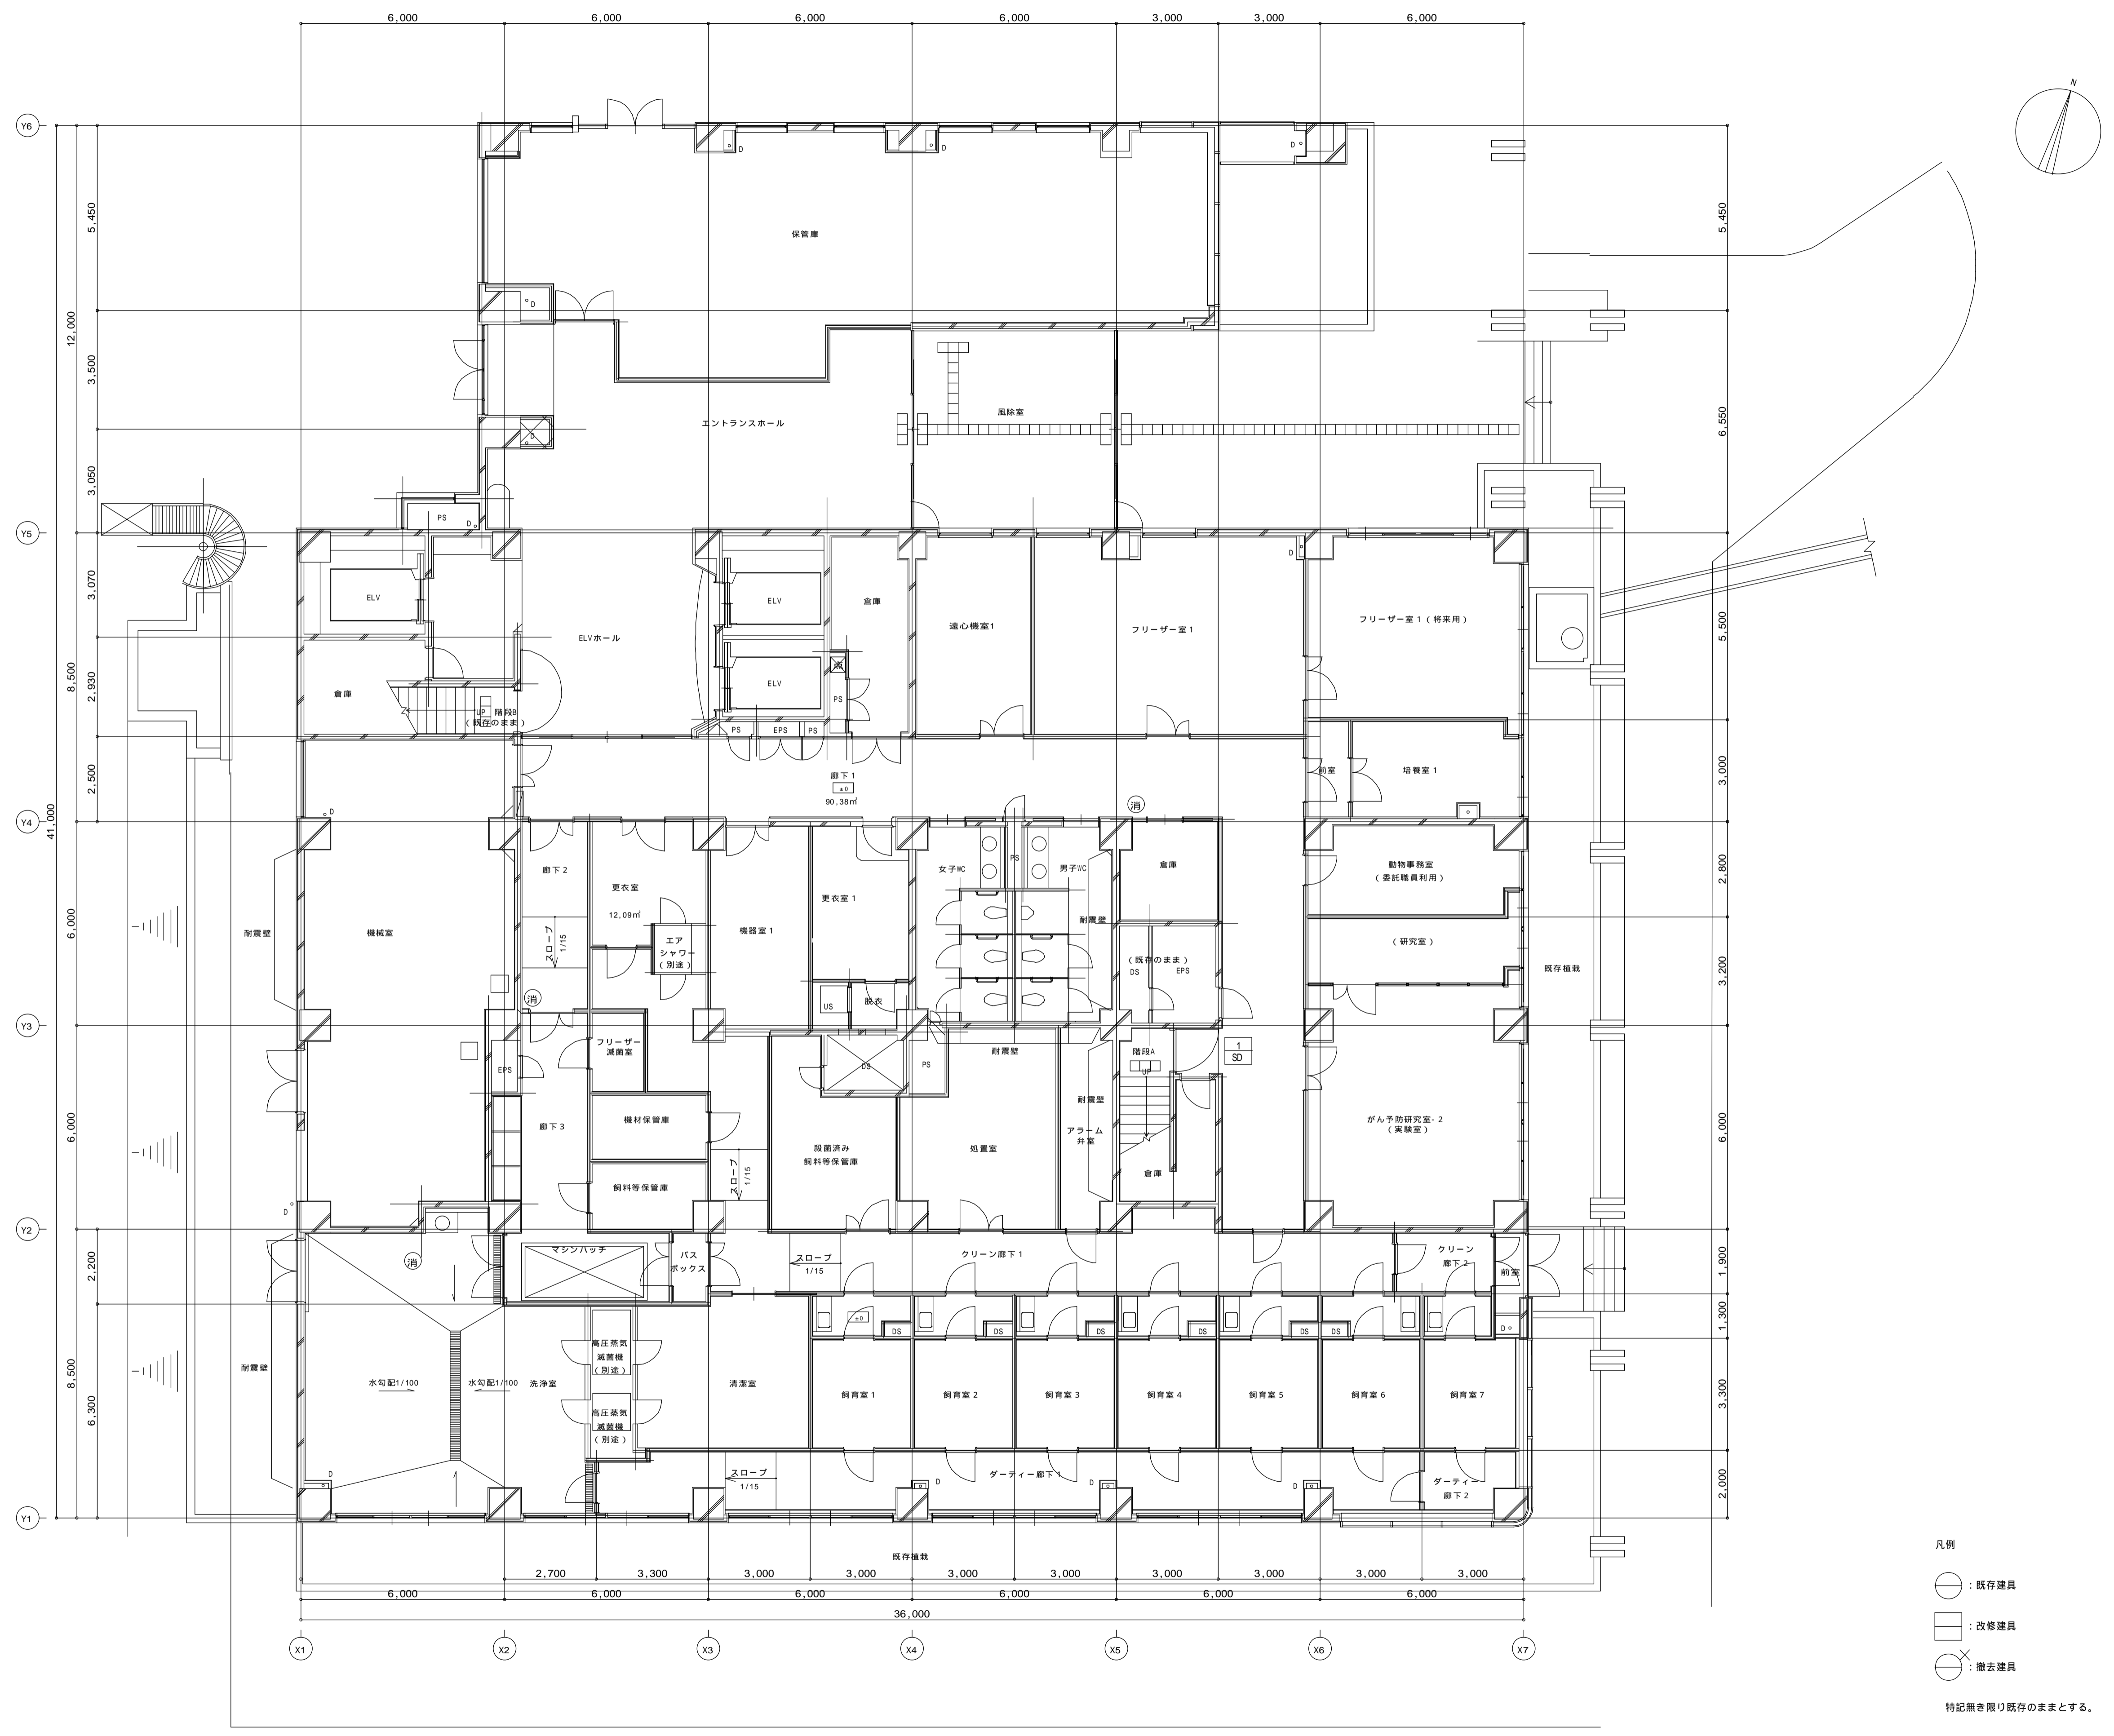 6,000
6,000
6,000
6,000
3,000
3,000
6,000
N
Y6
D
D
D
5,450
5,450
保管庫
D
12,000
3,500
風除室
6,550
エントランスホール
D
3,050
PS
D
Y5
D
3,070
ELV
ELV
倉庫
遠心機室1
フリーザー室1
フリーザー室1(将来用)
5,500
ELVホール
8,500
2,930
倉庫
ELV
PS
UP 階段B
(既存のまま)
PS
EPS
PS
2,500
廊下1
±0
90,38㎡
前室
培養室1
3,000
41,000
消
D
Y4
廊下2
更衣室
12,09㎡
更衣室1
女子WC
PS
男子WC
倉庫
動物事務室
(委託職員利用)
2,800
6,000
耐震壁
機械室
スロープ
1/15
エア
シャワー
(別途)
機器室1
耐震壁
(既存のまま)
DS
EPS
(研究室)
既存植栽
3,200
消
US
脱衣
Y3
フリーザー
滅菌室
EPS
DS
PS
耐震壁
階段A
UP
1
SD
6,000
廊下3
機材保管庫
殺菌済み
飼料等保管庫
処置室
耐震壁
アラーム
弁室
がん予防研究室-2
(実験室)
6,000
スロープ
1/15
飼料等保管庫
倉庫
D
Y2
消
マシンハッチ
パス
ボックス
スロープ
1/15
クリーン廊下1
クリーン
廊下2
前室
1,900
2,200
±0
DS
DS
DS
DS
DS
DS
D
1,300
高圧蒸気
滅菌機
(別途)
耐震壁
8,500
水勾配1/100
水勾配1/100
洗浄室
清潔室
飼育室1
飼育室2
飼育室3
飼育室4
飼育室5
飼育室6
飼育室7
3,300
6,300
高圧蒸気
滅菌機
(別途)
D
スロープ
1/15
D
ダーティー廊下1
D
D
ダーティー
廊下2
2,000
Y1
既存植栽
2,700
3,300
3,000
3,000
3,000
3,000
3,000
3,000
3,000
3,000
6,000
6,000
6,000
6,000
6,000
6,000
36,000
X1
X2
X3
X4
X5
X6
X7
凡例
：既存建具
：改修建具
：撤去建具
特記無き限り既存のままとする。